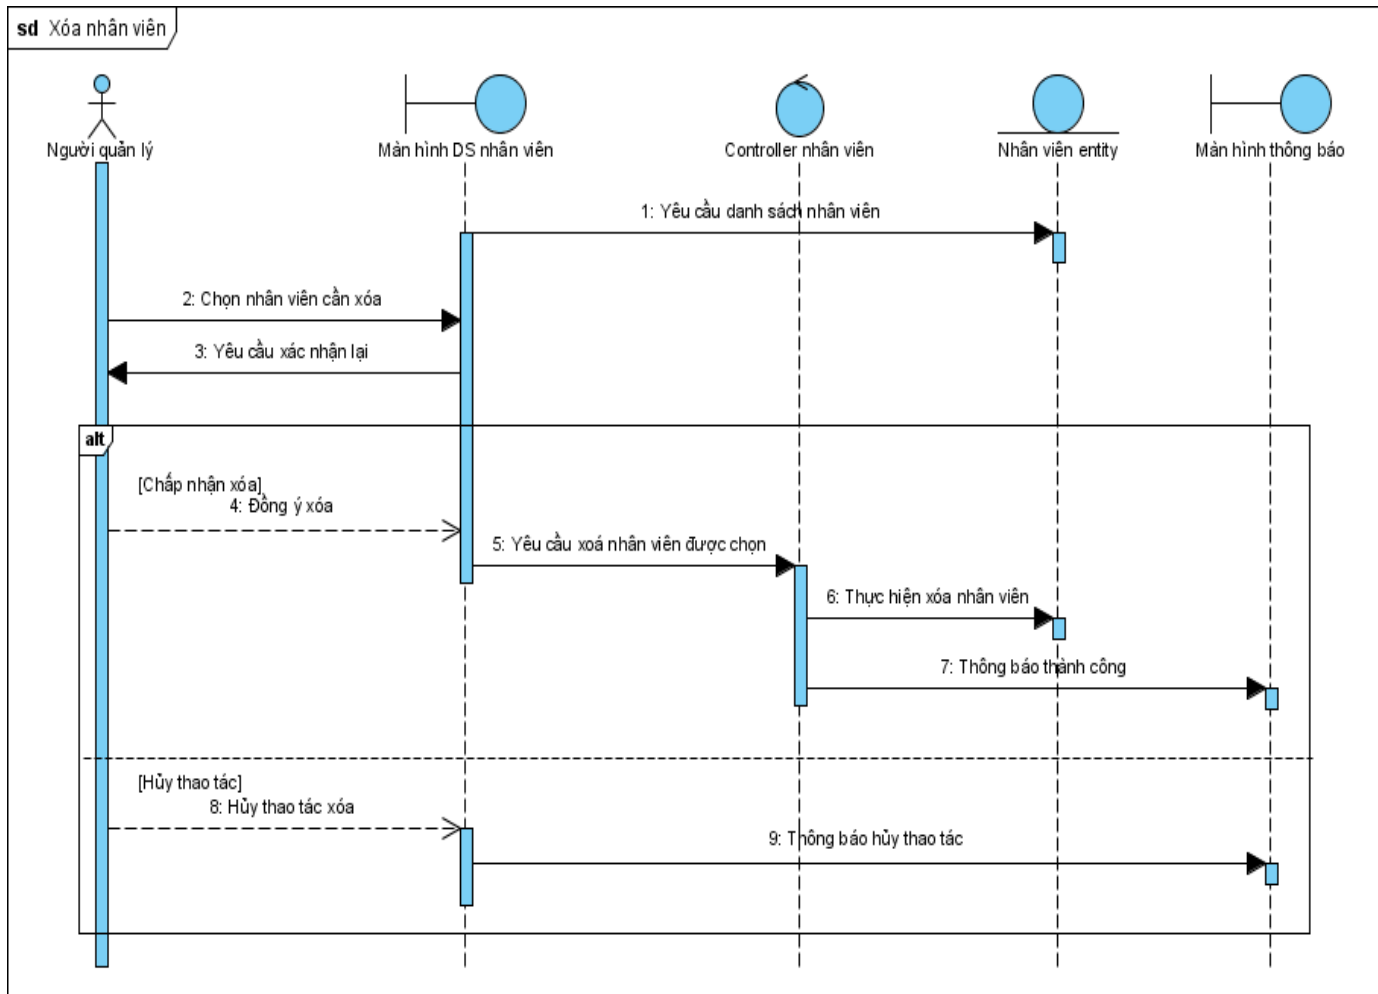 sd Xóa nhân viên
Người quản lý
Màn hình DS nhân viên
Controller nhân viên
Nhân viên entity
Màn hình thông báo
1: Yêu cầu danh sách nhân viên
2: Chọn nhân viên cần xóa
3: Yêu cầu xác nhận lại
alt
[Chấp nhận xóa]
4: Đồng ý xóa
5: Yêu cầu xoá nhân viên được chọn
6: Thực hiện xóa nhân viên
7: Thông báo thành công
[Hủy thao tác]
8: Hủy thao tác xóa
9: Thông báo hủy thao tác